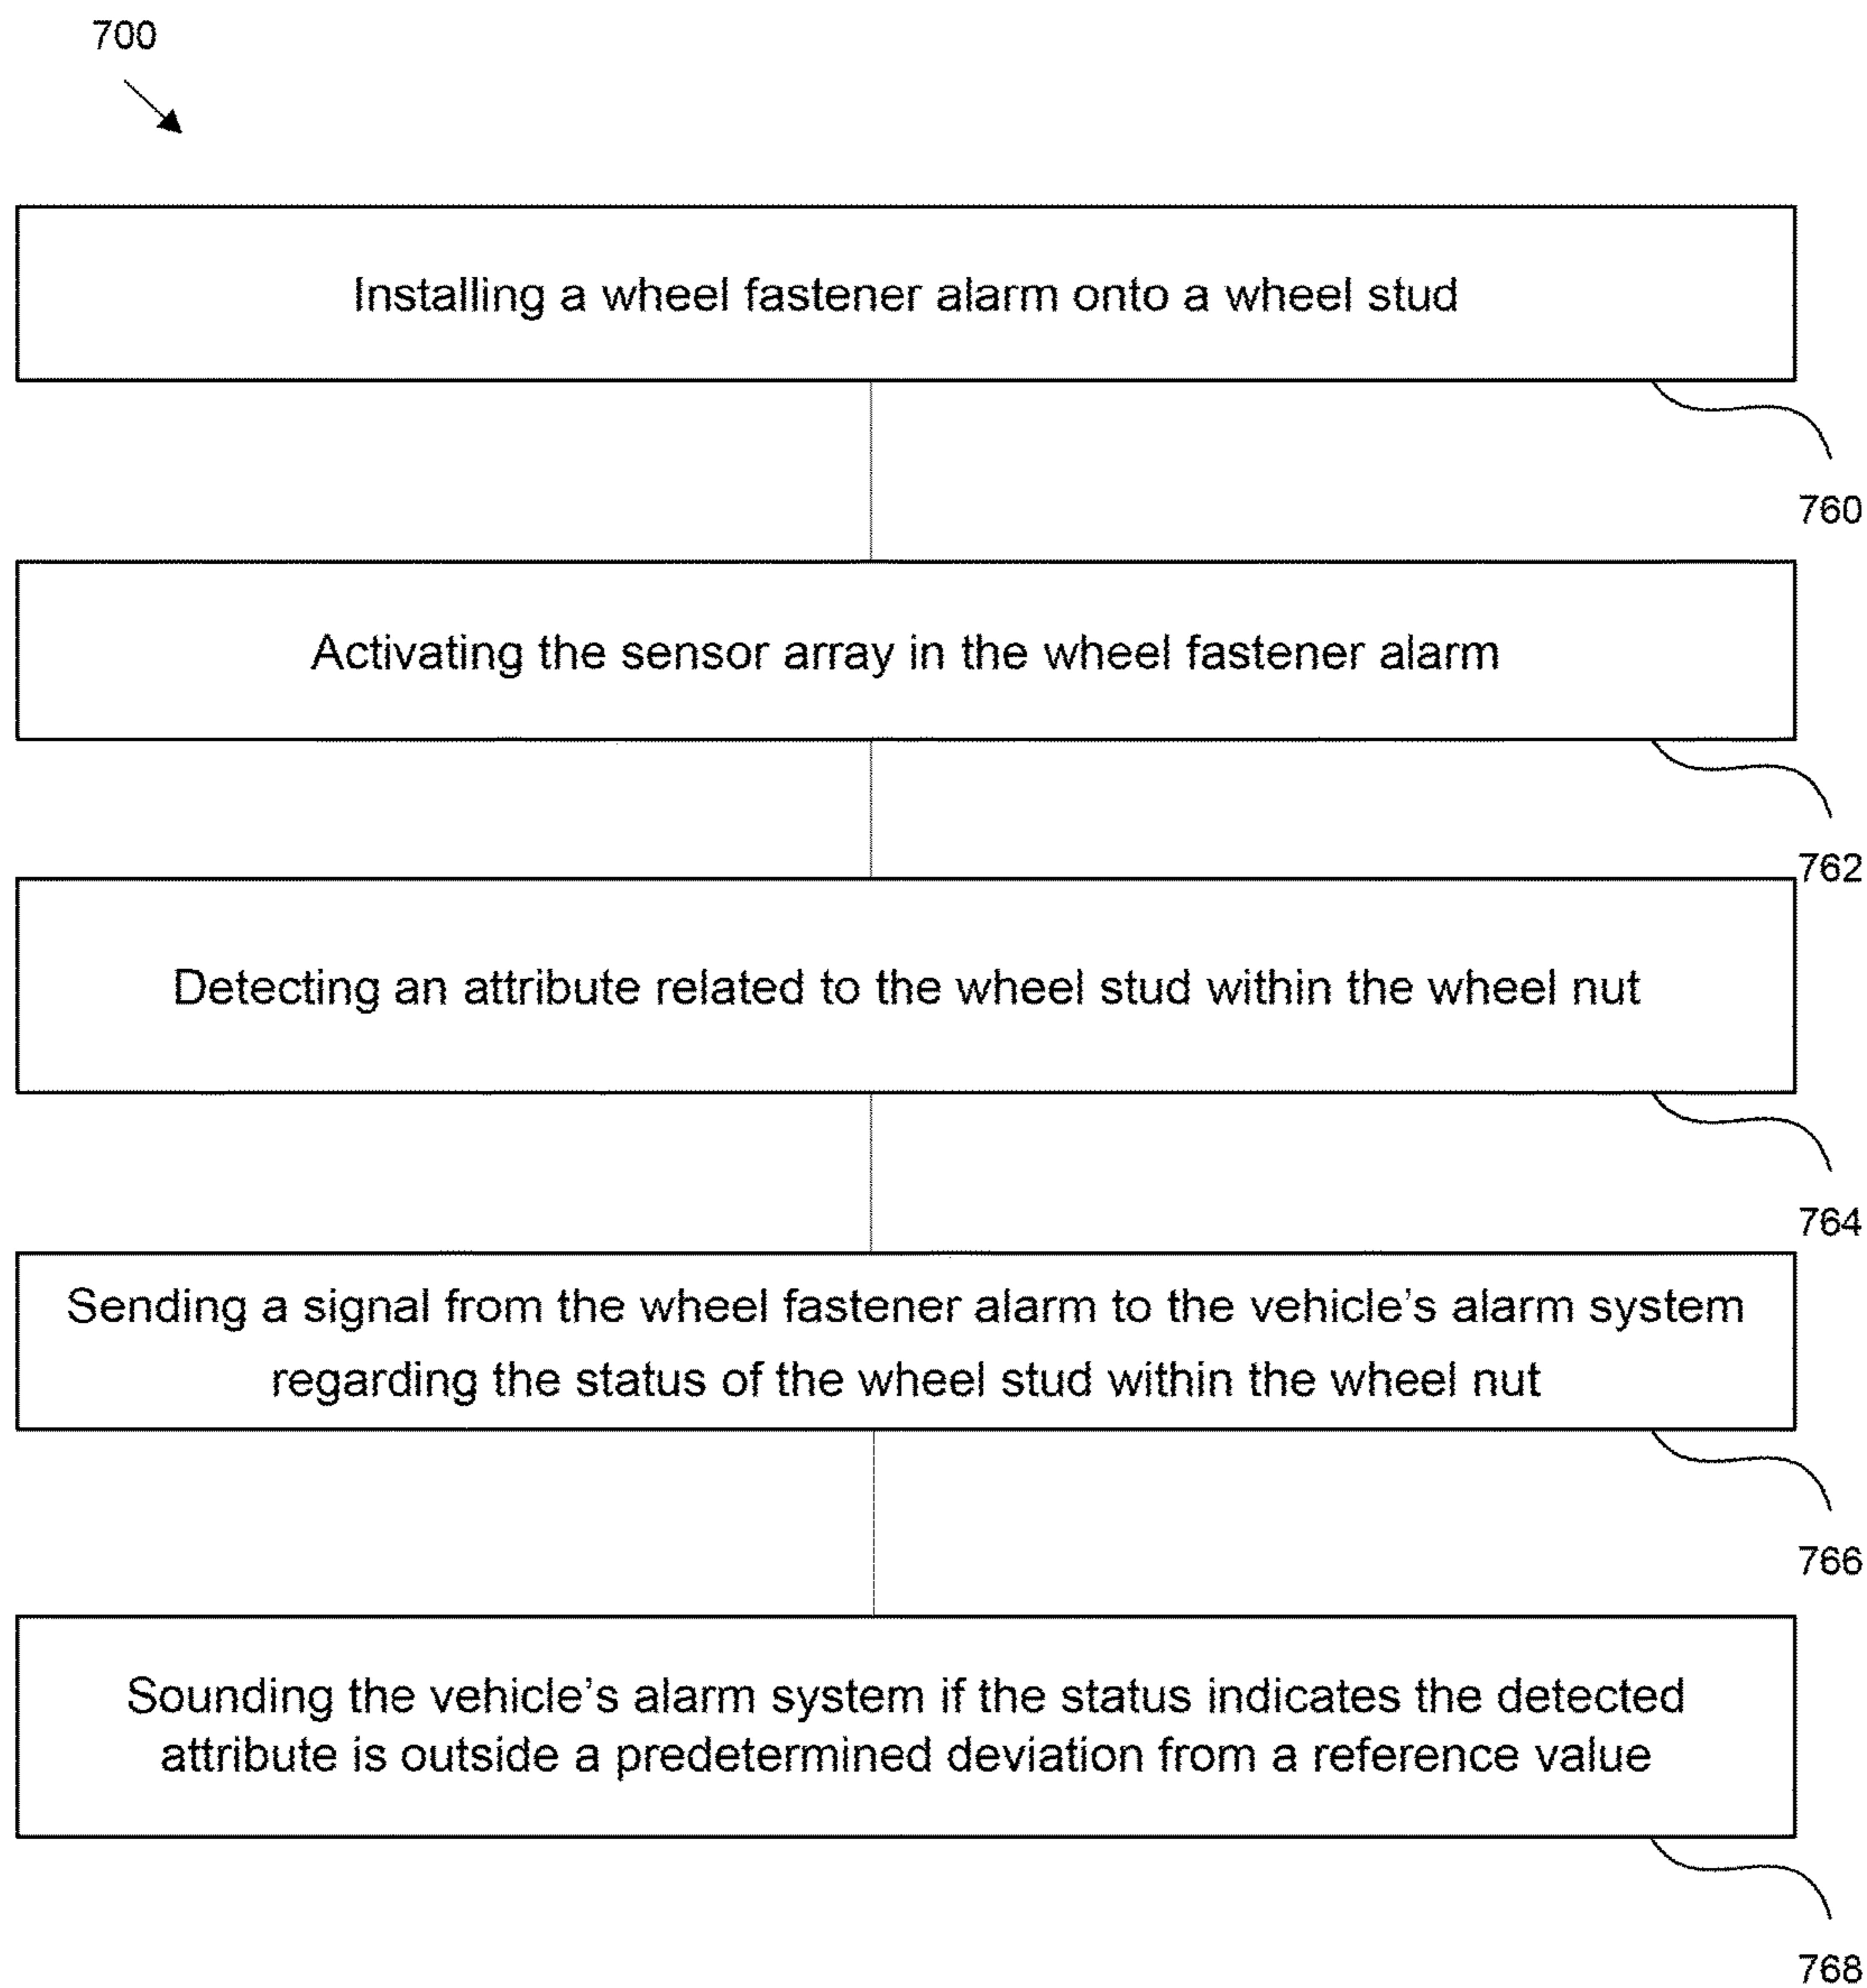 700
Installing a wheel fastener alarm onto a wheel stud
760
Activating the sensor array in the wheel fastener alarm
762
Detecting an attribute related to the wheel stud within the wheel nut
764
Sending a signal from the wheel fastener alarm to the vehicle's alarm system
regarding the status of the wheel stud within the wheel nut
766
Sounding the vehicle's alarm system if the status indicates the detected
attribute is outside a predetermined deviation from a reference value
768